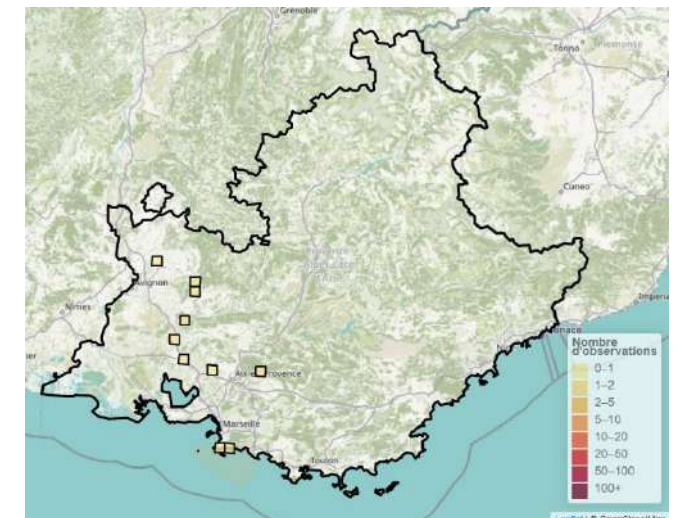 Grenoble
Torino
Piemonte
Cuneo
Avignon
Nîmes
Imperia
Aix-en-Provence
Marseille
Toulon
Nombre
d'observations
0–1
1–2
2–5
5–10
10–20
20–50
50–100
100+